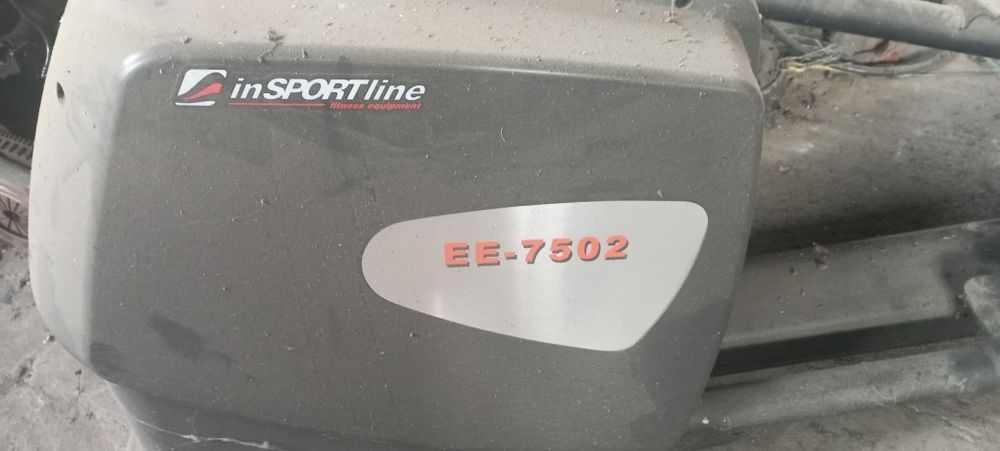 inSPORTline
fitness equipment
EE-7502